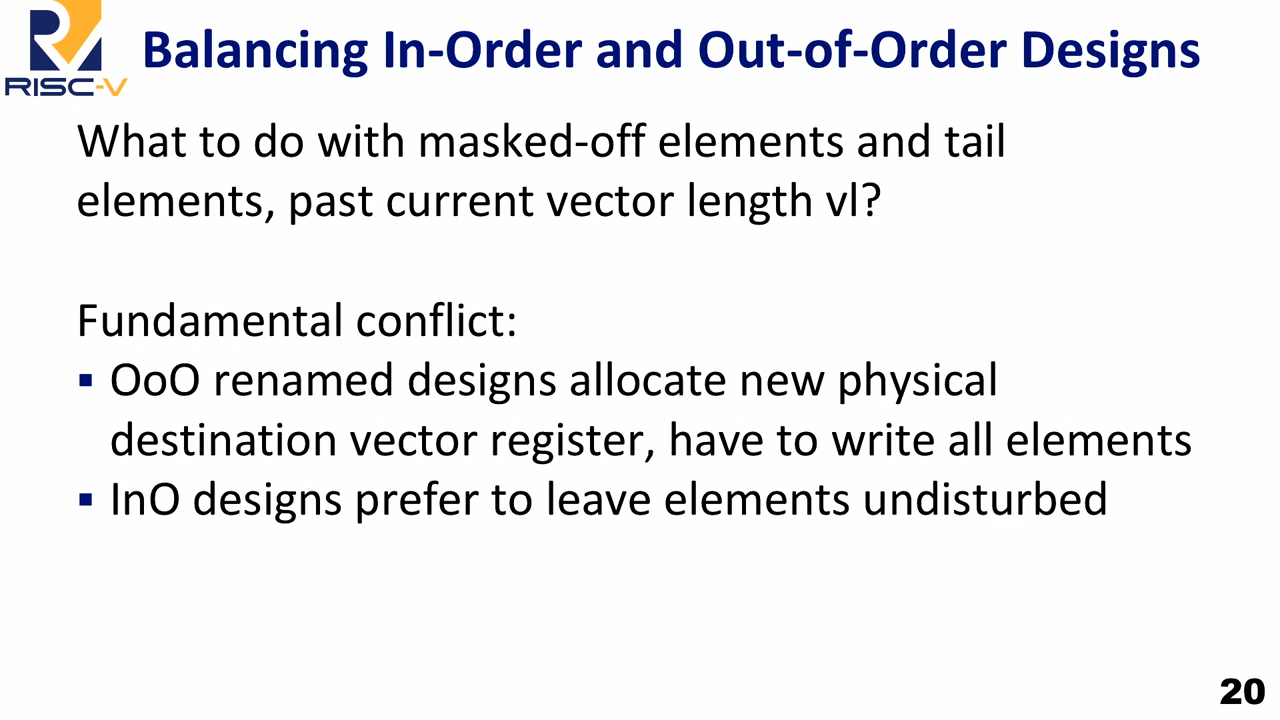 RISC-V
Balancing In-Order and Out-of-Order Designs
What to do with masked-off elements and tail
elements, past current vector length vl?
Fundamental conflict:
▪ OoO renamed designs allocate new physical
destination vector register, have to write all elements
▪ InO designs prefer to leave elements undisturbed
20